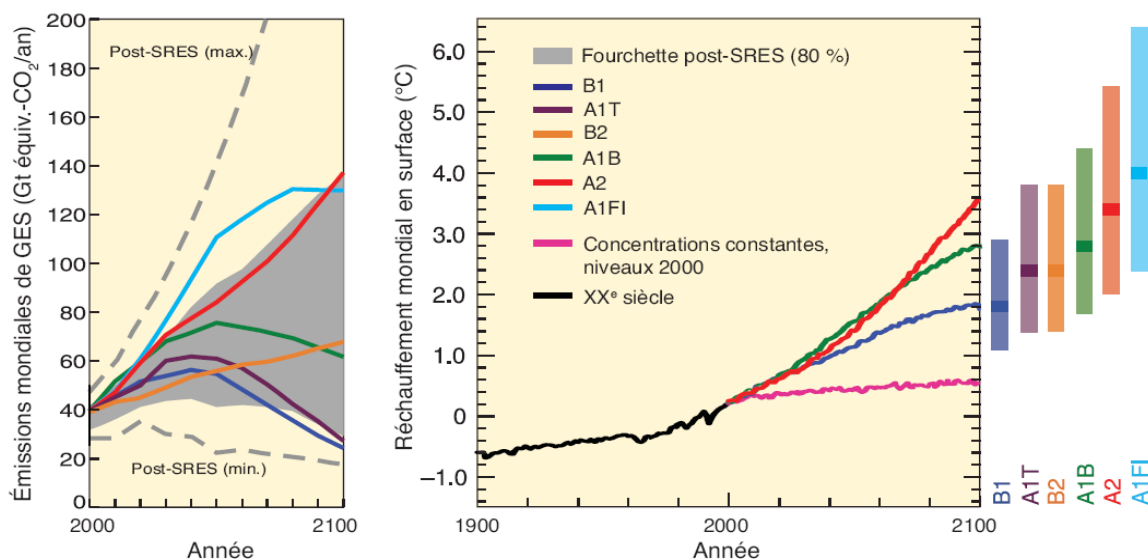 Émissions mondiales de GES (Gt équiv.-CO₂/an)
200
180
160
140
120
100
80
60
40
20
0
Post-SRES (max.)
Post-SRES (min.)
2000
2100
Année
Réchauffement mondial en surface (°C)
6.0
5.0
4.0
3.0
2.0
1.0
0
–1.0
Fourchette post-SRES (80 %)
B1
A1T
B2
A1B
A2
A1FI
Concentrations constantes,
niveaux 2000
XXᵉ siècle
1900
2000
2100
Année
B1
A1T
B2
A1B
A2
A1FI